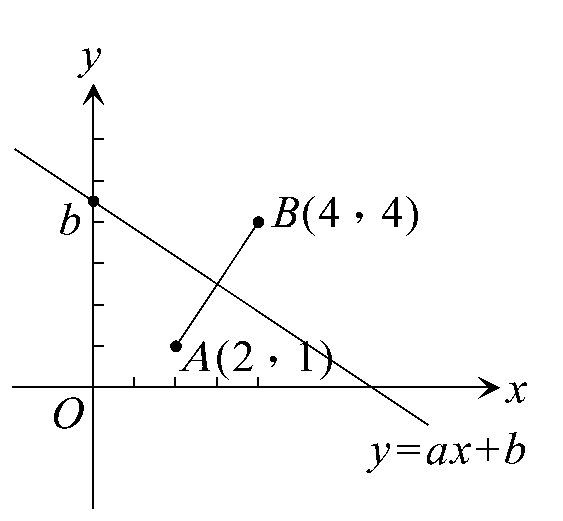 y
b
B(4，4)
A(2，1)
O
x
y=ax+b